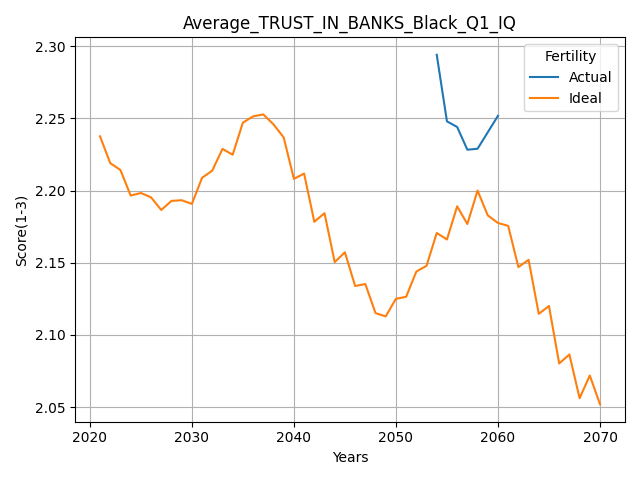 Average_TRUST_IN_BANKS_Black_Q1_IQ
Fertility
Actual
Ideal
Score(1-3)
2.30
2.25
2.20
2.15
2.10
2.05
2020
2030
2040
2050
2060
2070
Years